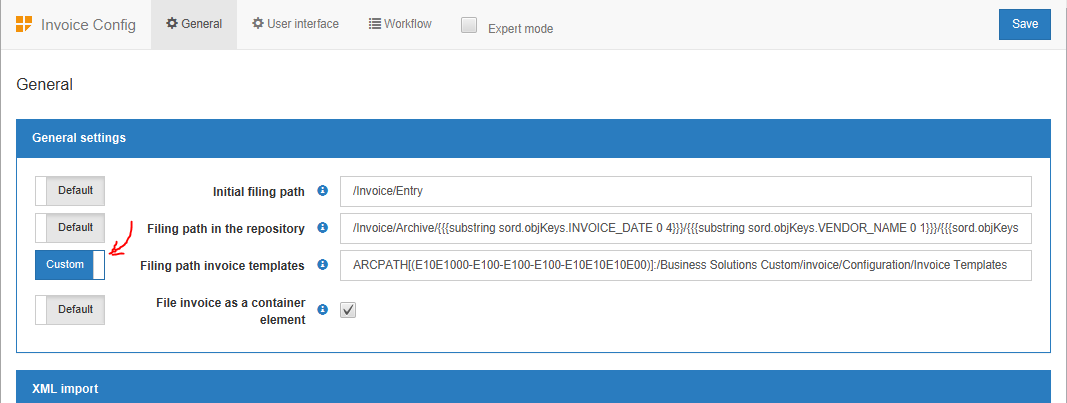 Invoice Config General User interface Workflow Expert mode Save
General
General settings
Default Initial filing path /Invoice/Entry
Default Filing path in the repository /Invoice/Archive/{{{substring sord.objKeys.INVOICE_DATE 0 4}}}/{{{substring sord.objKeys.VENDOR_NAME 0 1}}}/{{{sord.objKeys
Custom Filing path invoice templates ARCPATH[(E10E1000-E100-E100-E100-E10E10E10E00)]:/Business Solutions Custom/invoice/Configuration/Invoice Templates
Default File invoice as a container
element
XML import